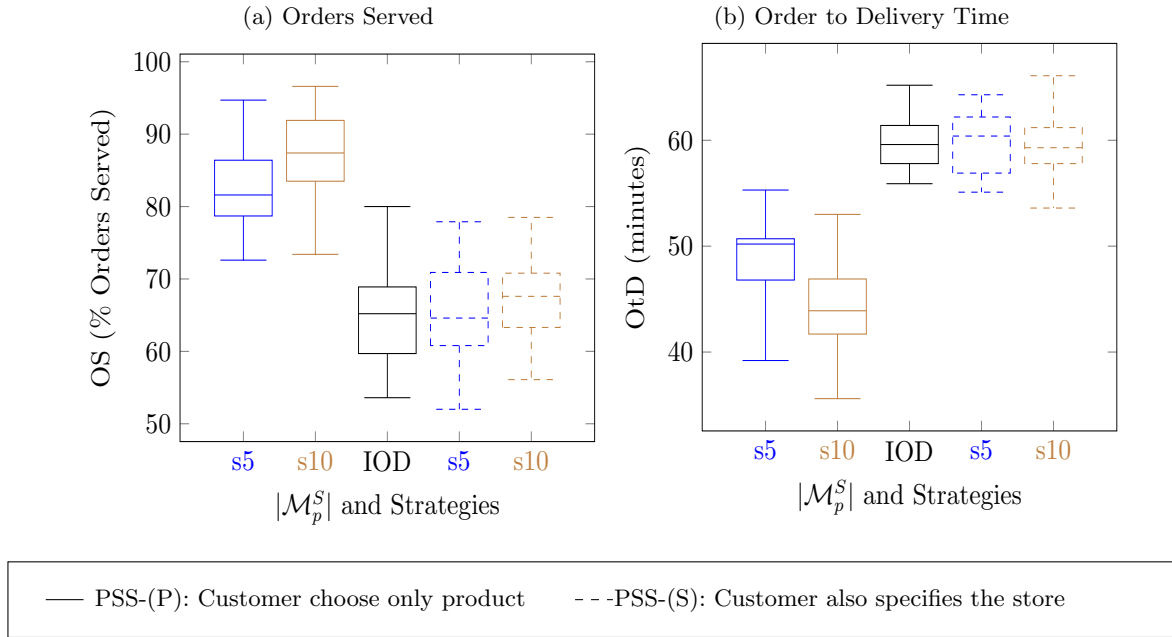 (a) Orders Served
100
90
80
70
60
50
OS (% Orders Served)
s5 s10 IOD s5 s10
|ℳ_p^S| and Strategies
(b) Order to Delivery Time
60
50
40
OtD (minutes)
s5 s10 IOD s5 s10
|ℳ_p^S| and Strategies
PSS-(P): Customer choose only product
PSS-(S): Customer also specifies the store